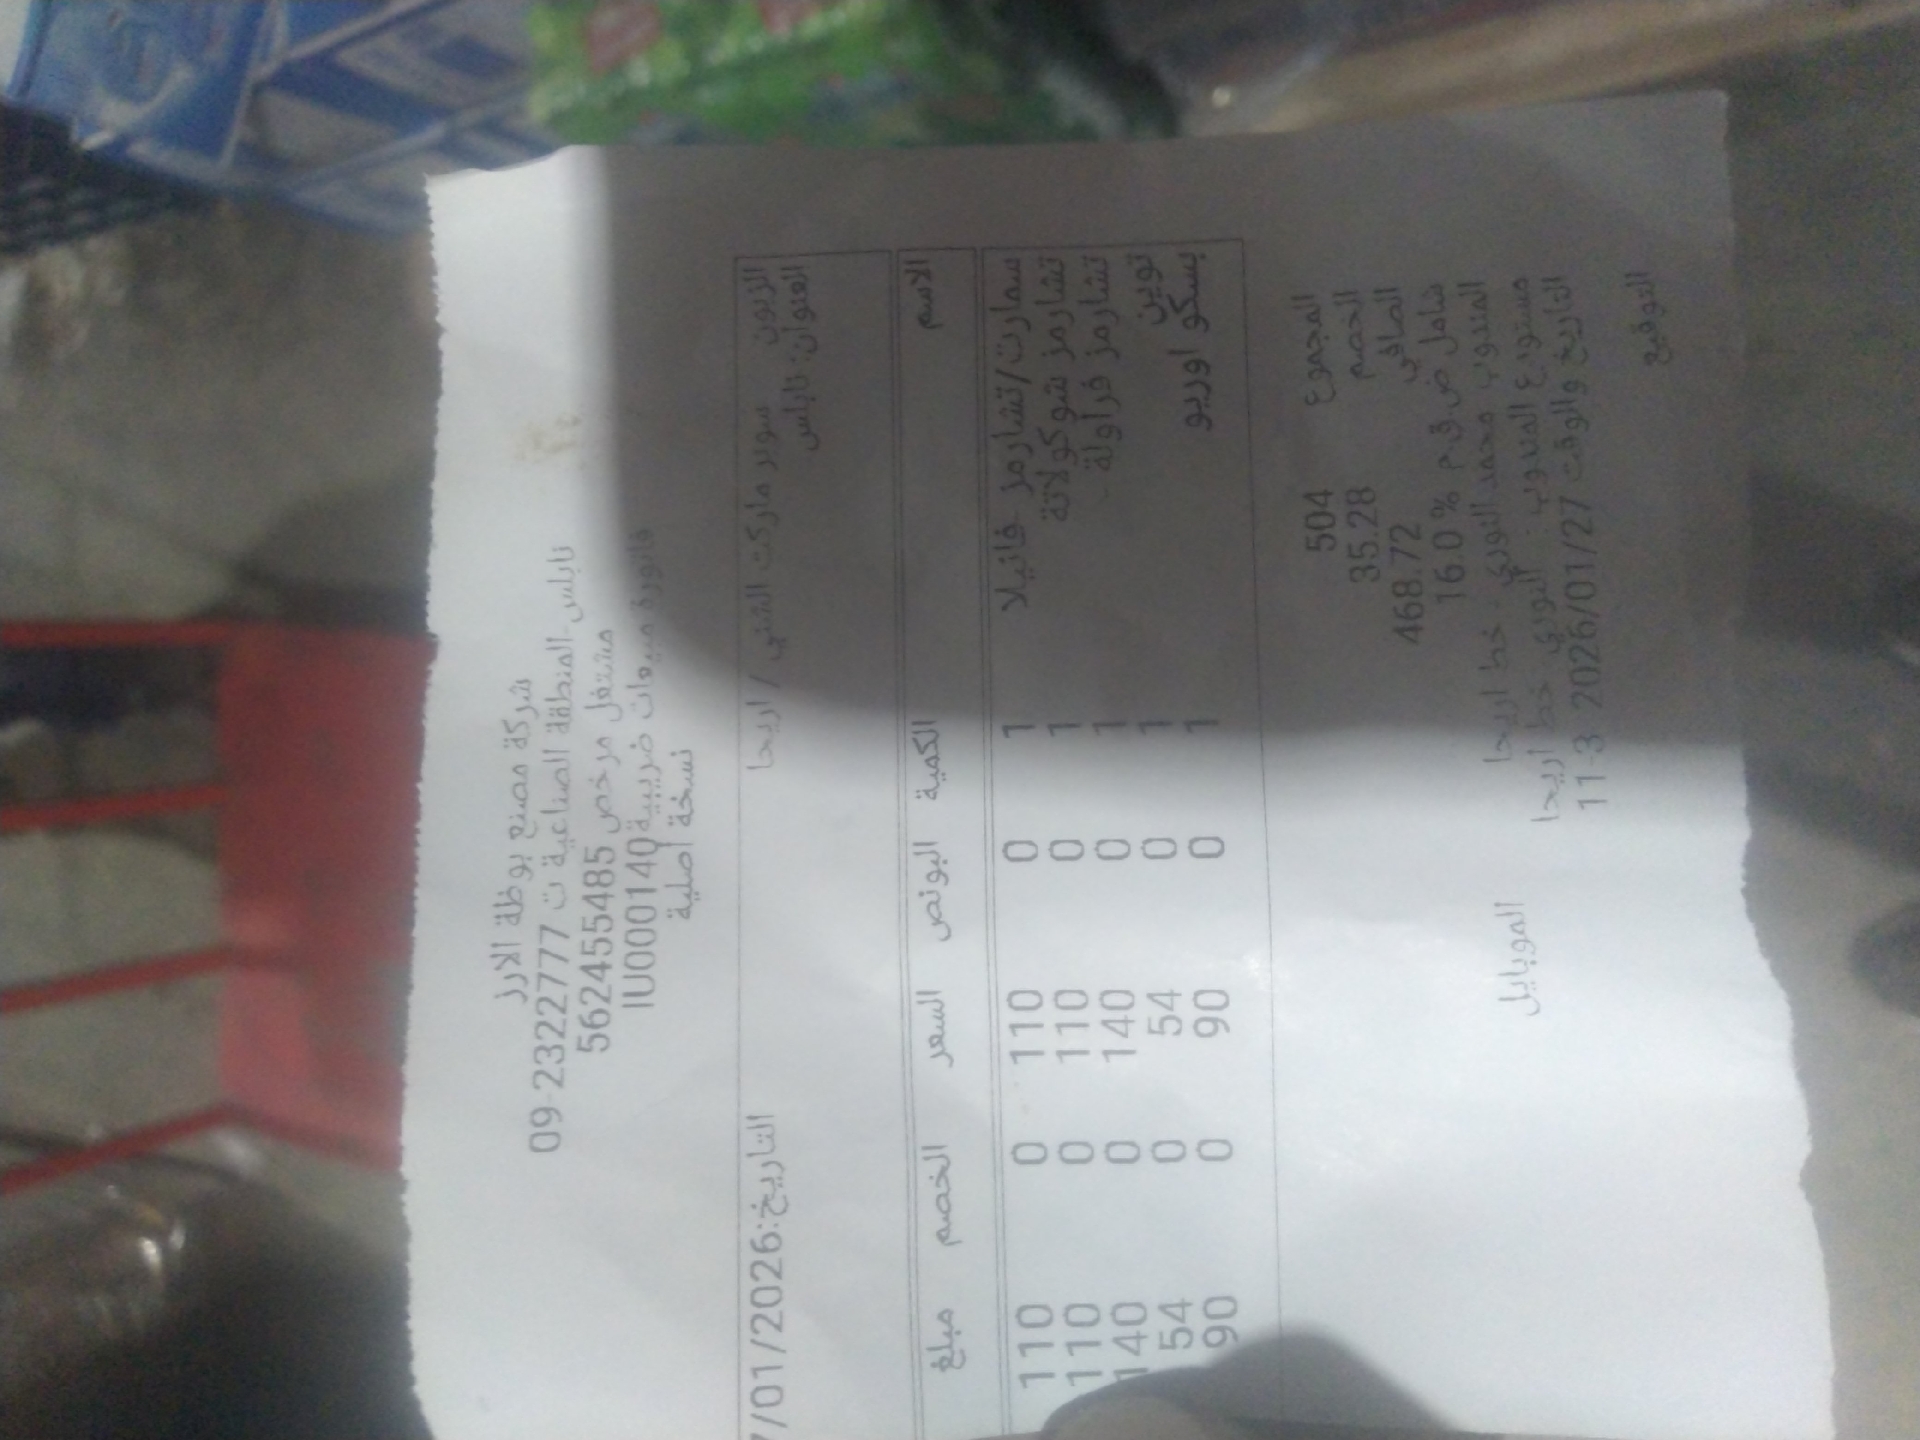 شركة مصنع بوظة الارز
نابلس-المنطقة الصناعية ت 09-2322777
مشتغل مرخص 562455485
فاتورة مبيعات ضريبية IU000140
نسخة أصلية
الزبون سوبر ماركت التني / اريحا
العنوان: نابلس التاريخ: 7/01/2026
الاسم الكمية البونص السعر الخصم مبلغ
سمارت/تشارمز فانيلا 1 0 110 0 110
تشارمز شوكولاتة 1 0 110 0 110
تشارمز فراولة 1 0 140 0 140
توين 1 0 54 0 54
بسكو اوريو 1 0 90 0 90
المجموع 504
الخصم 35.28
الصافي 468.72
شامل ض.ق.م % 16.0
المندوب محمد النوري - خط اريحا الموبايل
مستودع المندوب: النوري خط اريحا
التاريخ والوقت 2026/01/27 11-3
التوقيع